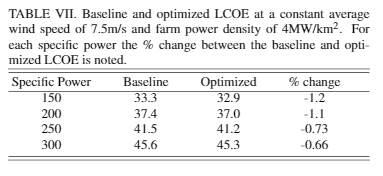 TABLE VII. Baseline and optimized LCOE at a constant average
wind speed of 7.5m/s and farm power density of 4MW/km². For
each specific power the % change between the baseline and opti-
mized LCOE is noted.
Specific Power Baseline Optimized % change
150 33.3 32.9 -1.2
200 37.4 37.0 -1.1
250 41.5 41.2 -0.73
300 45.6 45.3 -0.66